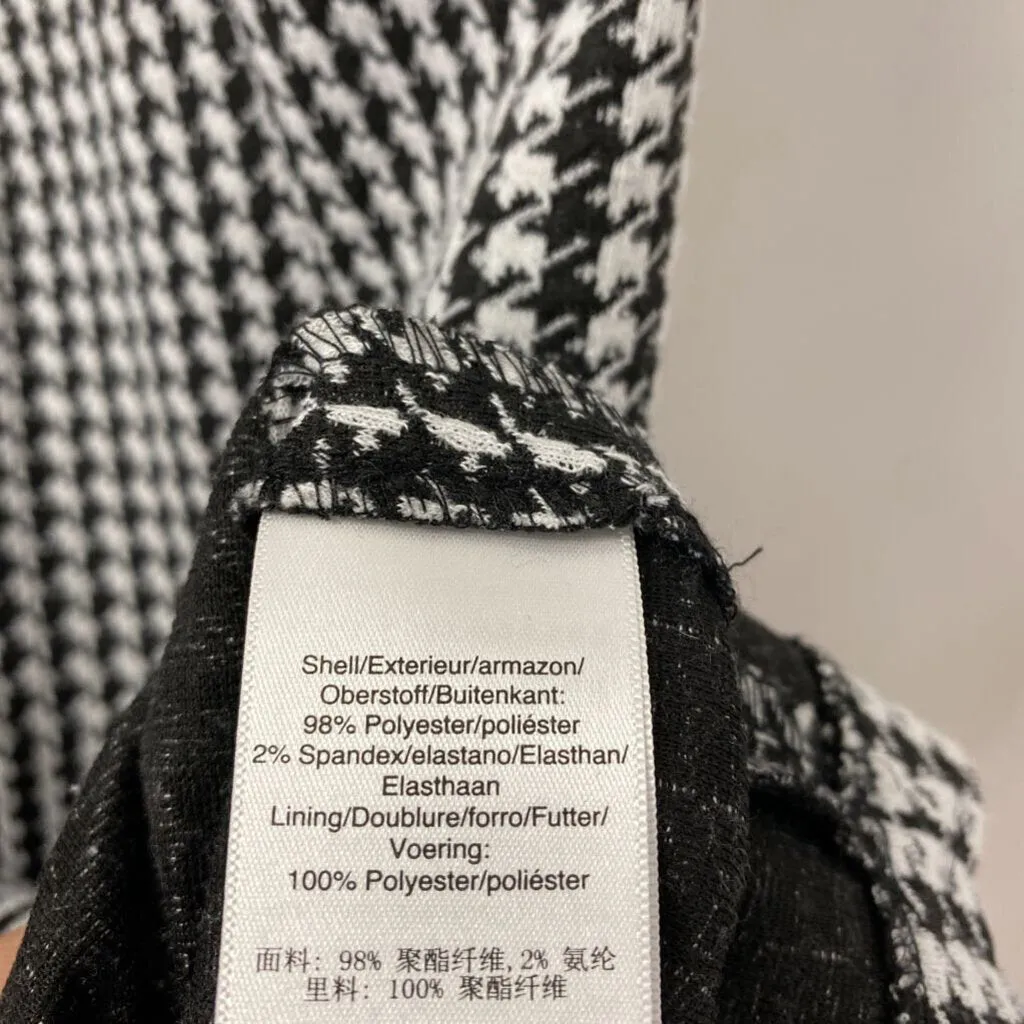 Shell/Exterieur/armazon/
Oberstoff/Buitenkant:
98% Polyester/poliéster
2% Spandex/elastano/Elasthan/
Elasthaan
Lining/Doublure/forro/Futter/
Voering:
100% Polyester/poliéster
面料: 98% 聚酯纤维,2% 氨纶
里料: 100% 聚酯纤维